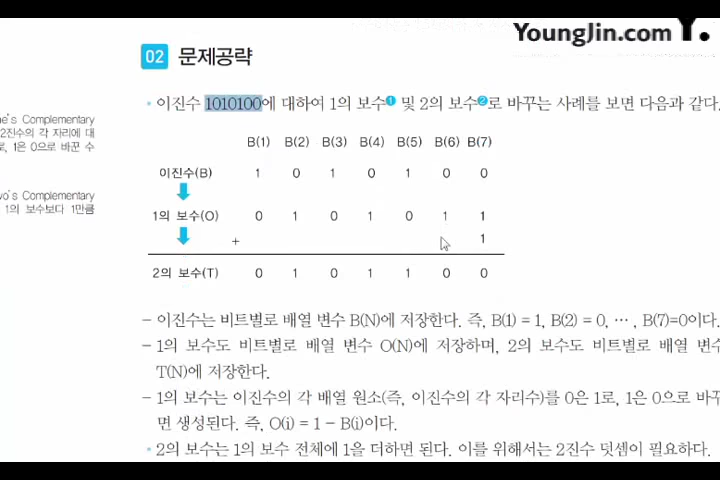 YoungJin.com Y.
02 문제공략
• 이진수 1010100에 대하여 1의 보수❶ 및 2의 보수❷로 바꾸는 사례를 보면 다음과 같다.
e's Complementary
2진수의 각 자리에 대
로, 1은 0으로 바꾼 수
B(1) B(2) B(3) B(4) B(5) B(6) B(7)
이진수(B) 1 0 1 0 1 0 0
wo's Complementary
1의 보수보다 1만큼
1의 보수(O) 0 1 0 1 0 1 1
+ 1
2의 보수(T) 0 1 0 1 1 0 0
– 이진수는 비트별로 배열 변수 B(N)에 저장한다. 즉, B(1) = 1, B(2) = 0, …, B(7)=0이다.
– 1의 보수도 비트별로 배열 변수 O(N)에 저장하며, 2의 보수도 비트별로 배열 변수
T(N)에 저장한다.
– 1의 보수는 이진수의 각 배열 원소(즉, 이진수의 각 자리수)를 0은 1로, 1은 0으로 바꾸
면 생성된다. 즉, O(i) = 1 – B(i)이다.
• 2의 보수는 1의 보수 전체에 1을 더하면 된다. 이를 위해서는 2진수 덧셈이 필요하다.